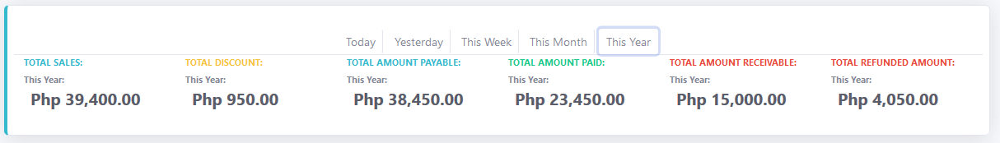 Today Yesterday This Week This Month This Year
TOTAL SALES: TOTAL DISCOUNT: TOTAL AMOUNT PAYABLE: TOTAL AMOUNT PAID: TOTAL AMOUNT RECEIVABLE: TOTAL REFUNDED AMOUNT:
This Year: This Year: This Year: This Year: This Year: This Year:
Php 39,400.00 Php 950.00 Php 38,450.00 Php 23,450.00 Php 15,000.00 Php 4,050.00